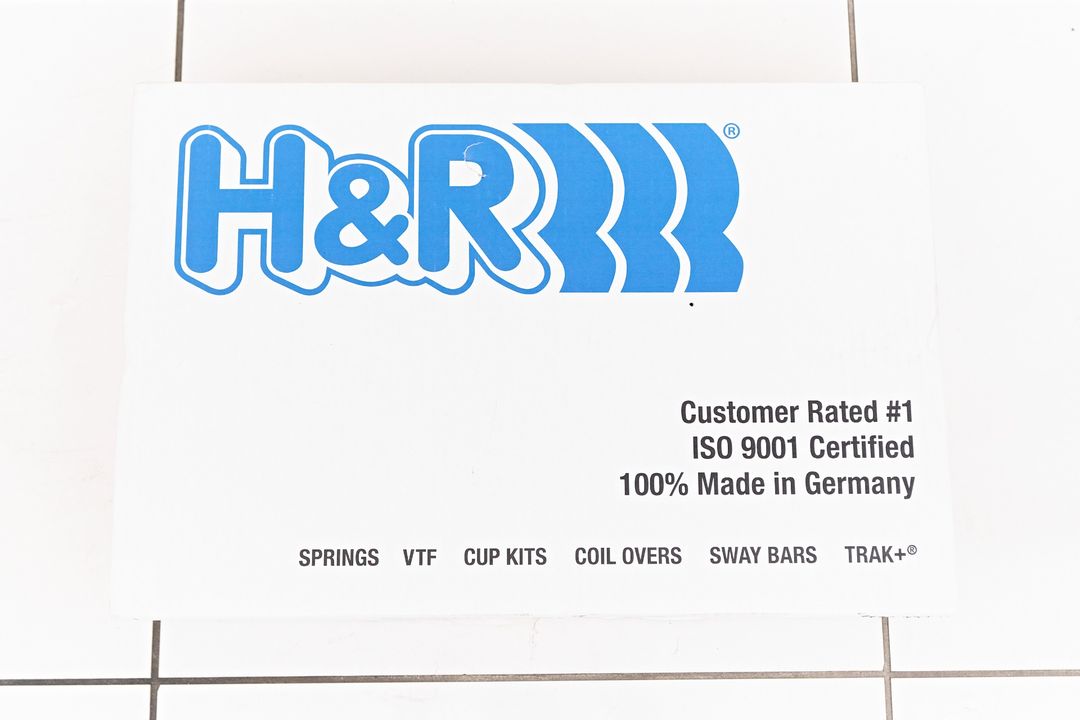 H&R®
Customer Rated #1
ISO 9001 Certified
100% Made in Germany
SPRINGS VTF CUP KITS COIL OVERS SWAY BARS TRAK+®